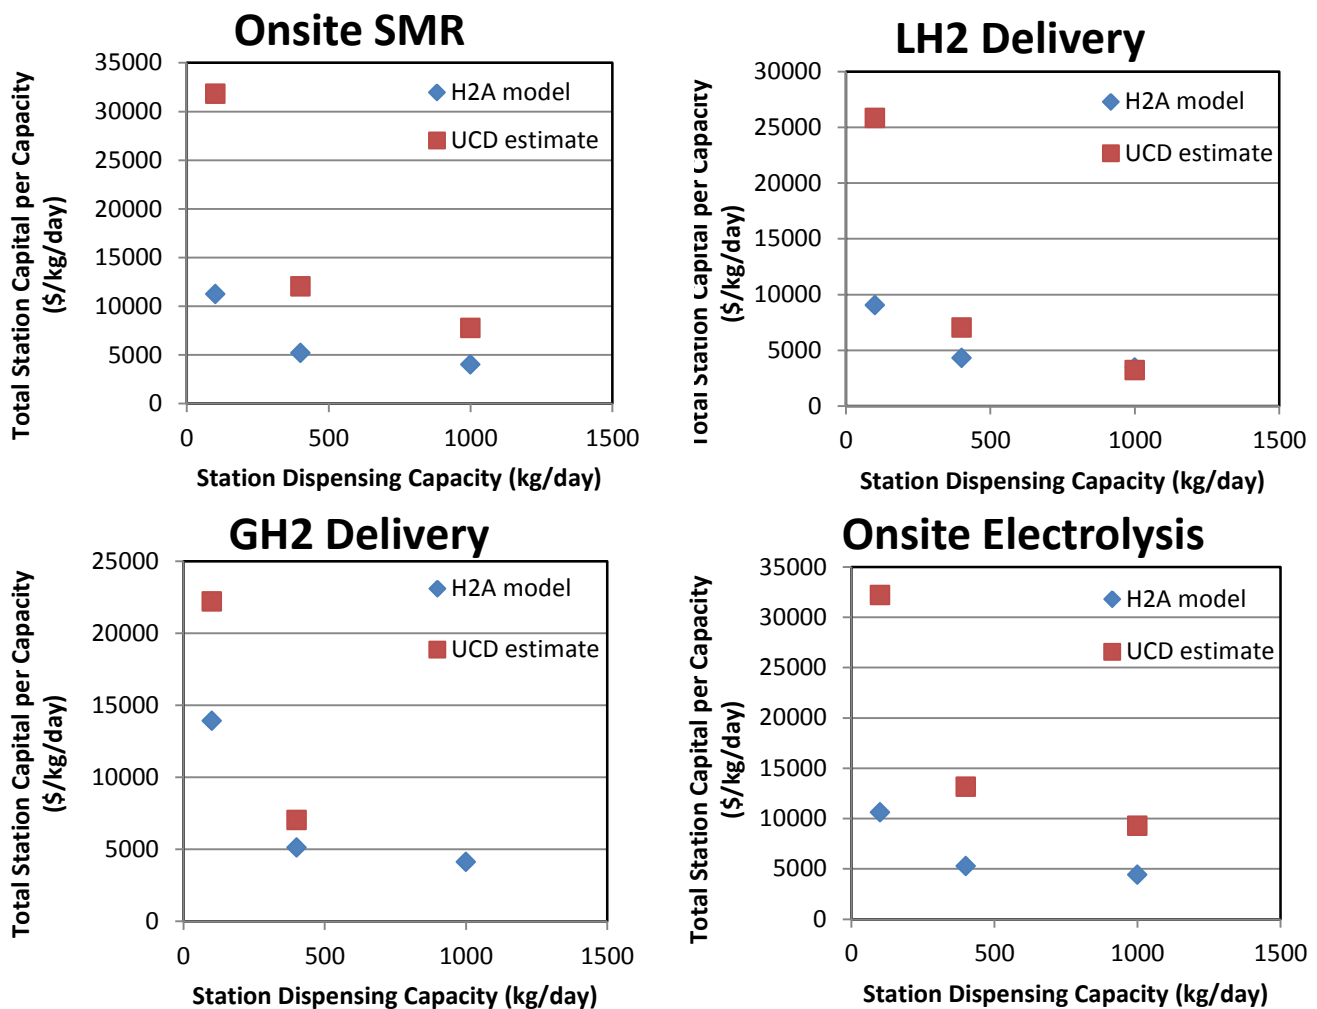 Onsite SMR
Total Station Capital per Capacity
($/kg/day)
35000
30000
25000
20000
15000
10000
5000
0
H2A model
UCD estimate
0 500 1000 1500
Station Dispensing Capacity (kg/day)
LH2 Delivery
Total Station Capital per Capacity
($/kg/day)
30000
25000
20000
15000
10000
5000
0
H2A model
UCD estimate
0 500 1000 1500
Station Dispensing Capacity (kg/day)
GH2 Delivery
Total Station Capital per Capacity
($/kg/day)
25000
20000
15000
10000
5000
0
H2A model
UCD estimate
0 500 1000 1500
Station Dispensing Capacity (kg/day)
Onsite Electrolysis
Total Station Capital per Capacity
($/kg/day)
35000
30000
25000
20000
15000
10000
5000
0
H2A model
UCD estimate
0 500 1000 1500
Station Dispensing Capacity (kg/day)